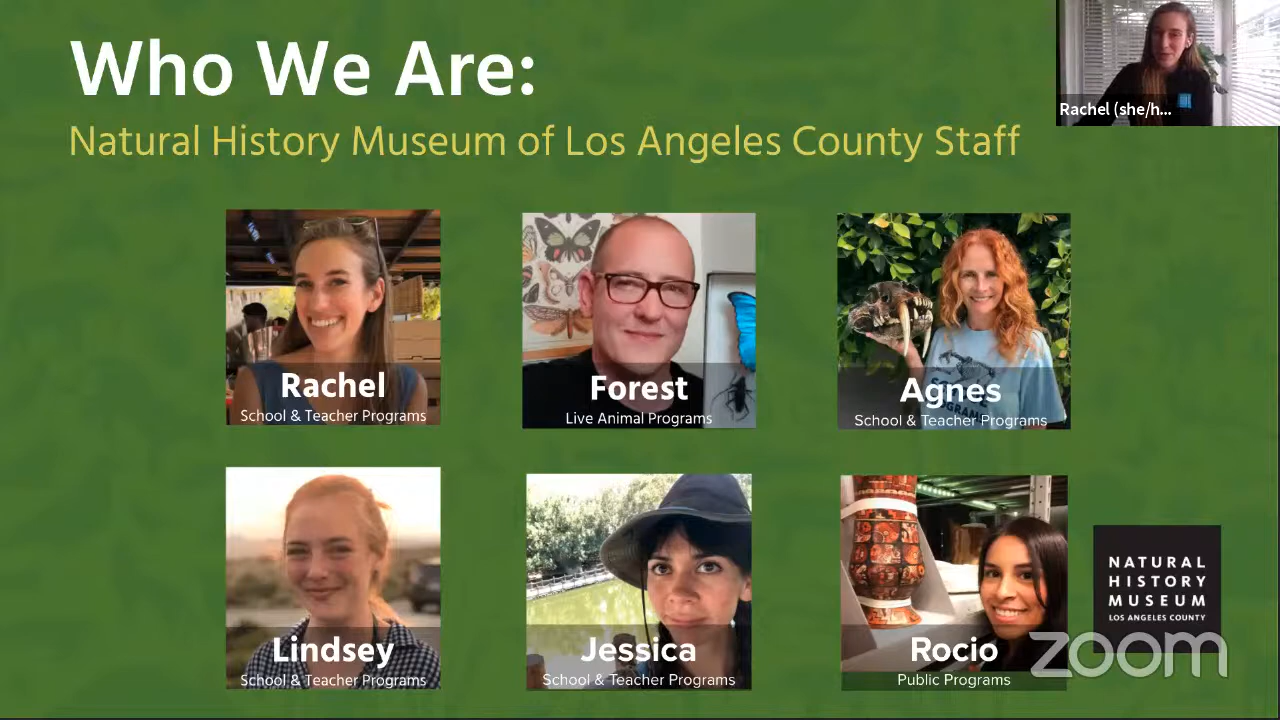 Who We Are:
Natural History Museum of Los Angeles County Staff
Rachel (she/h...
Rachel
School & Teacher Programs
Forest
Live Animal Programs
Agnes
School & Teacher Programs
Lindsey
School & Teacher Programs
Jessica
School & Teacher Programs
Rocio
Public Programs
NATURAL
HISTORY
MUSEUM
LOS ANGELES COUNTY
zoom